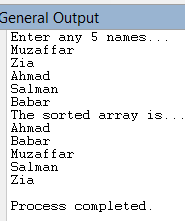 General Output
Enter any 5 names...
Muzaffar
Zia
Ahmad
Salman
Babar
The sorted array is...
Ahmad
Babar
Muzaffar
Salman
Zia
Process completed.